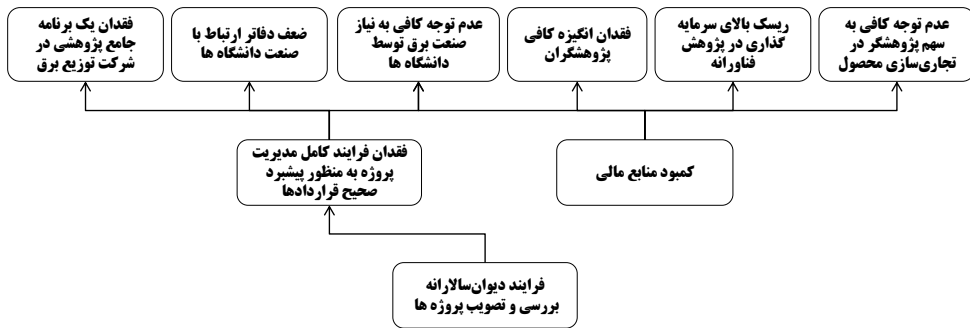 عدم توجه کافی به
سهم پژوهشگر در
تجاری‌سازی محصول
ریسک بالای سرمایه
گذاری در پژوهش
فناورانه
فقدان انگیزه کافی
پژوهشگران
عدم توجه کافی به نیاز
صنعت برق توسط
دانشگاه ها
ضعف دفاتر ارتباط با
صنعت دانشگاه ها
فقدان یک برنامه
جامع پژوهشی در
شرکت توزیع برق
کمبود منابع مالی
فقدان فرایند کامل مدیریت
پروژه به منظور پیشبرد
صحیح قراردادها
فرایند دیوان‌سالارانه
بررسی و تصویب پروژه ها